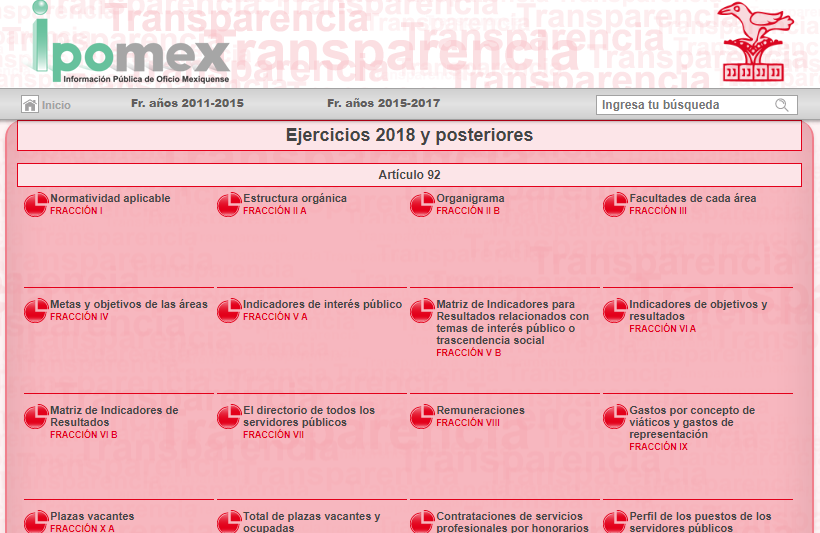 Transparencia
ipomex
Información Pública de Oficio Mexiquense
Inicio
Fr. años 2011-2015
Fr. años 2015-2017
Ingresa tu búsqueda
Ejercicios 2018 y posteriores
Artículo 92
Normatividad aplicable
FRACCIÓN I
Estructura orgánica
FRACCIÓN II A
Organigrama
FRACCIÓN II B
Facultades de cada área
FRACCIÓN III
Metas y objetivos de las áreas
FRACCIÓN IV
Indicadores de interés público
FRACCIÓN V A
Matriz de Indicadores para
Resultados relacionados con
temas de interés público o
trascendencia social
FRACCIÓN V B
Indicadores de objetivos y
resultados
FRACCIÓN VI A
Matriz de Indicadores de
Resultados
FRACCIÓN VI B
El directorio de todos los
servidores públicos
FRACCIÓN VII
Remuneraciones
FRACCIÓN VIII
Gastos por concepto de
viáticos y gastos de
representación
FRACCIÓN IX
Plazas vacantes
FRACCIÓN X A
Total de plazas vacantes y
ocupadas
Contrataciones de servicios
profesionales por honorarios
Perfil de los puestos de los
servidores públicos